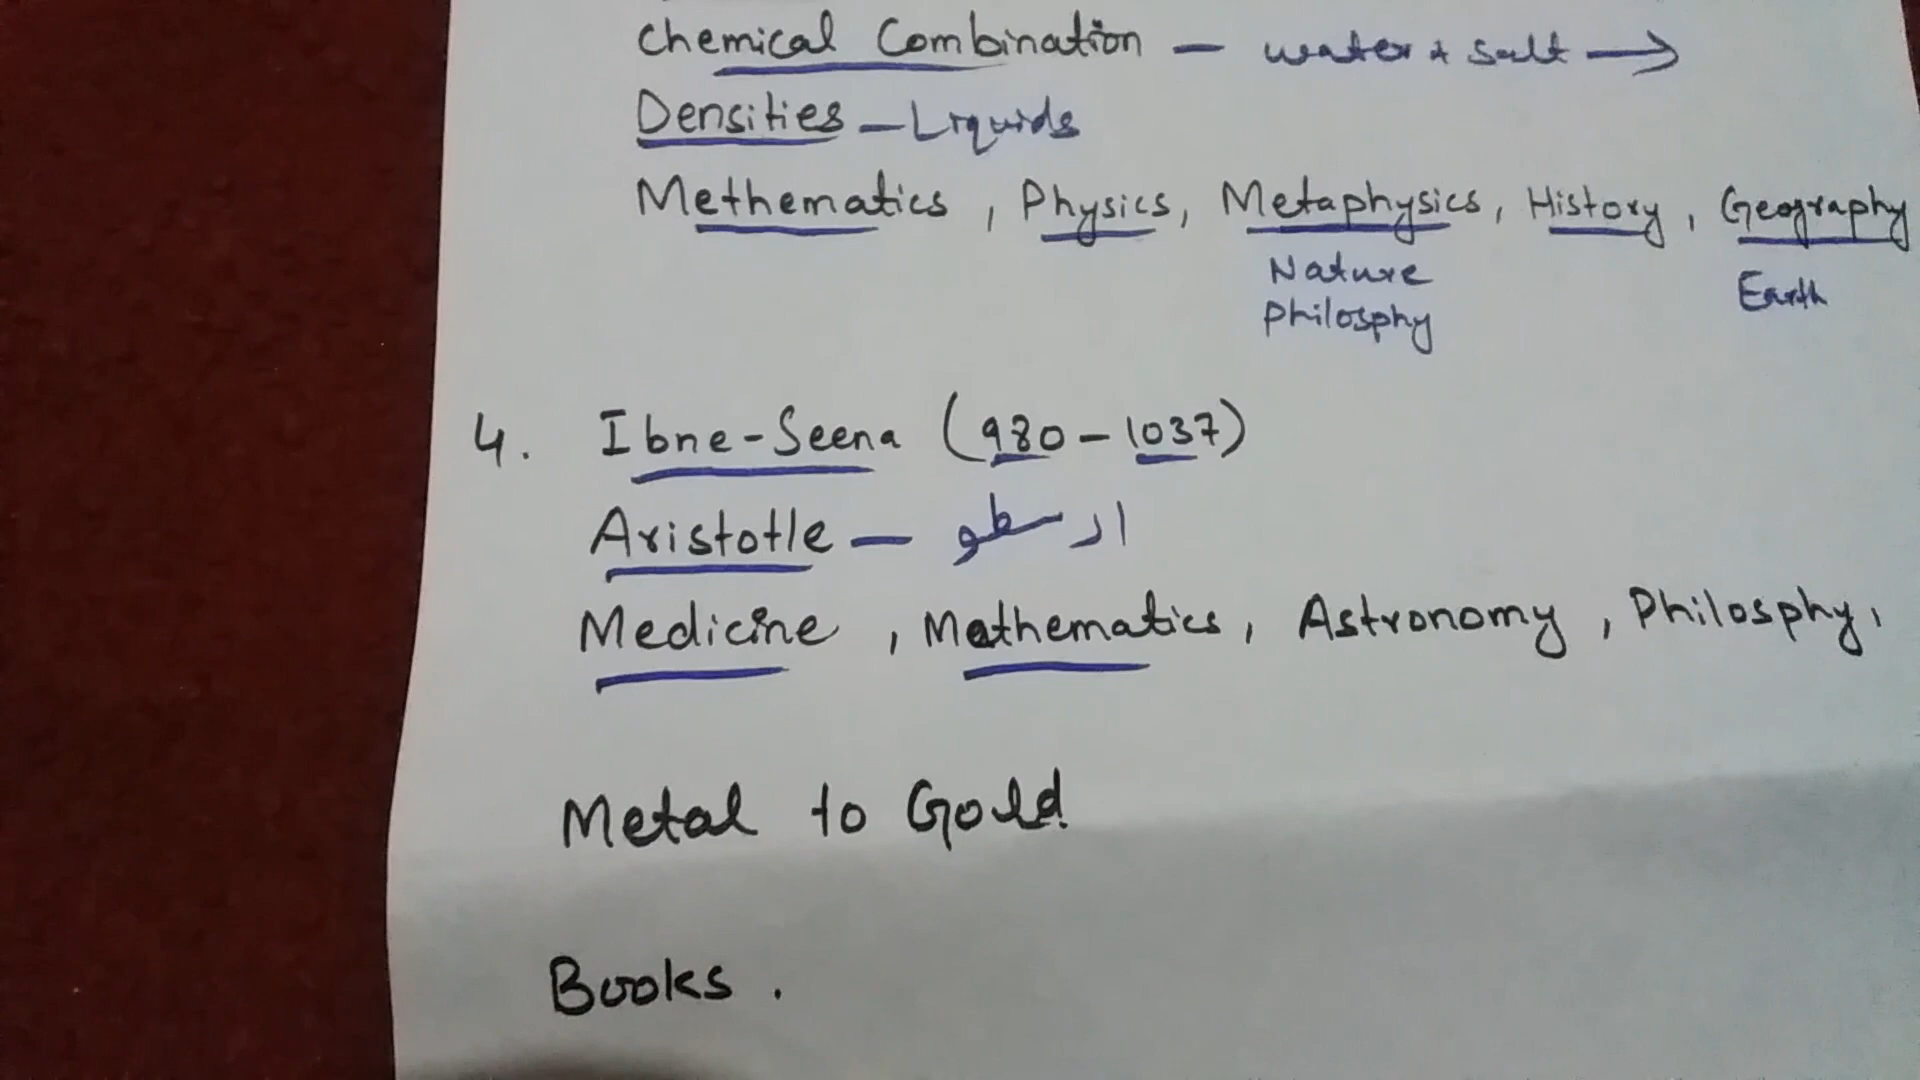 Chemical Combination — water + salt →
Densities — Liquids
Methematics, Physics, Metaphysics, History, Geography
Nature Earth
Philosphy
4. Ibne-Seena (980 – 1037)
Aristotle — ارسطو
Medicine, Mathematics, Astronomy, Philosphy,
Metal to Gold
Books.